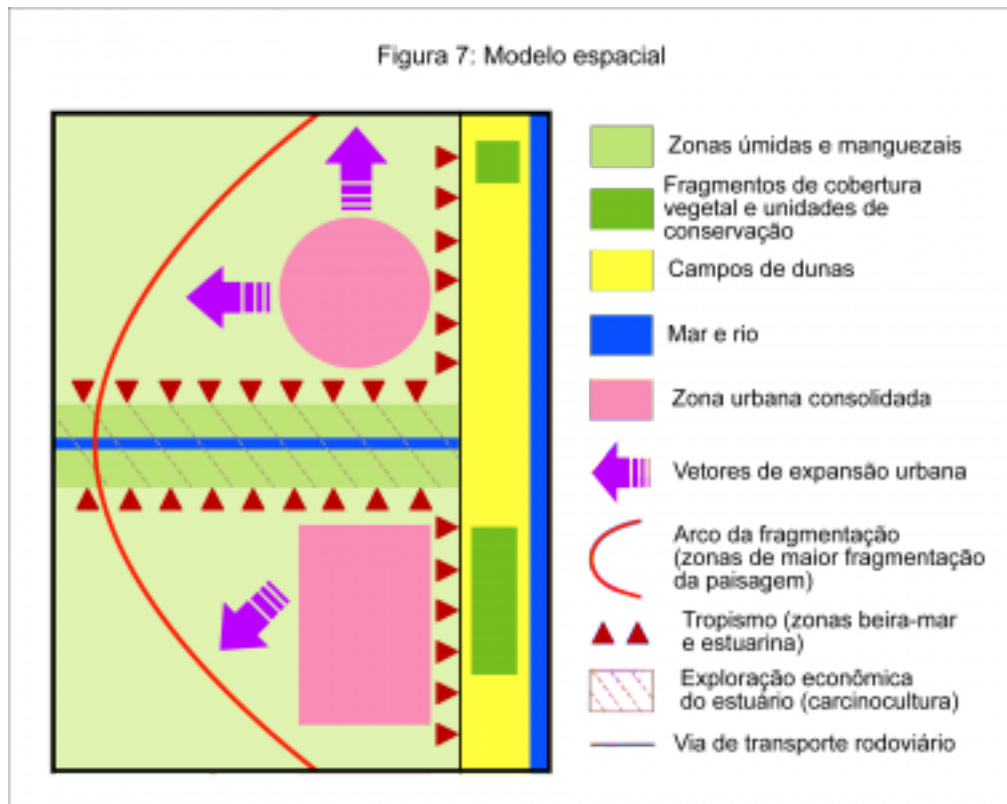 Figura 7: Modelo espacial
Zonas úmidas e manguezais
Fragmentos de cobertura
vegetal e unidades de
conservação
Campos de dunas
Mar e rio
Zona urbana consolidada
Vetores de expansão urbana
Arco da fragmentação
(zonas de maior fragmentação
da paisagem)
Tropismo (zonas beira-mar
e estuarina)
Exploração econômica
do estuário (carcinocultura)
Via de transporte rodoviário